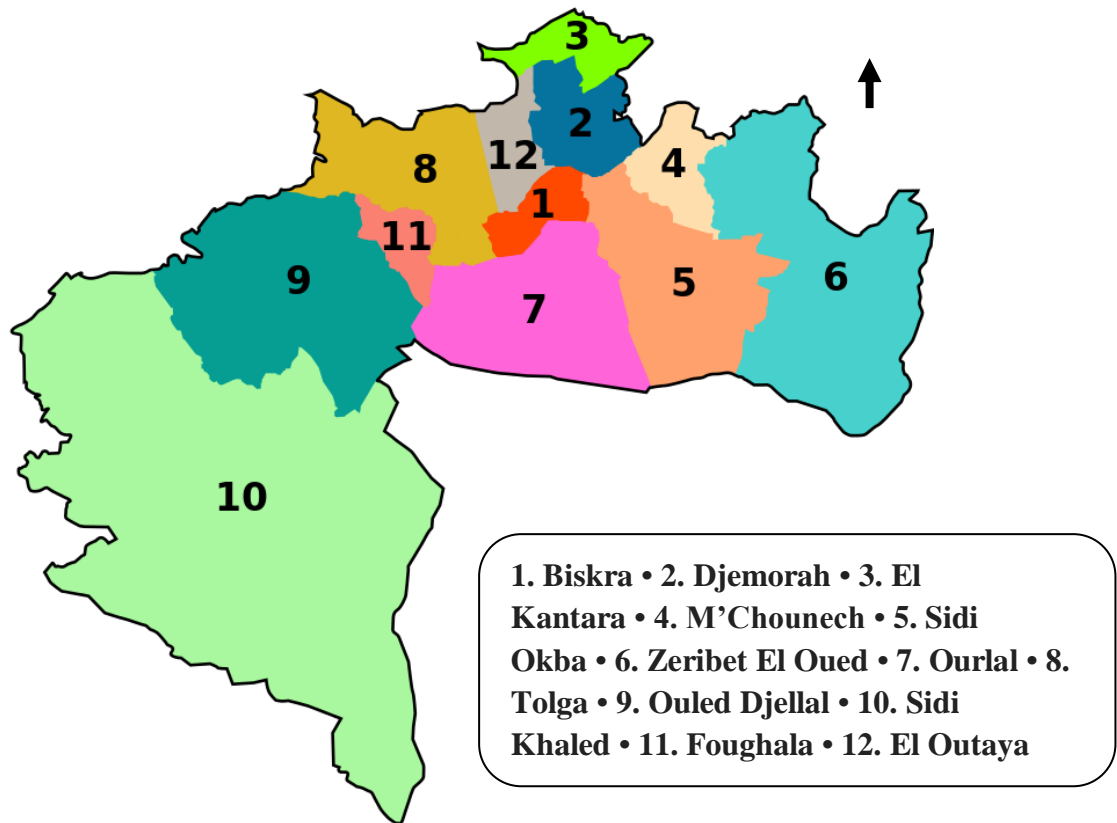 3
2
12
4
8
1
11
9
5
6
7
10
1. Biskra • 2. Djemorah • 3. El
Kantara • 4. M’Chounech • 5. Sidi
Okba • 6. Zeribet El Oued • 7. Ourlal • 8.
Tolga • 9. Ouled Djellal • 10. Sidi
Khaled • 11. Foughala • 12. El Outaya